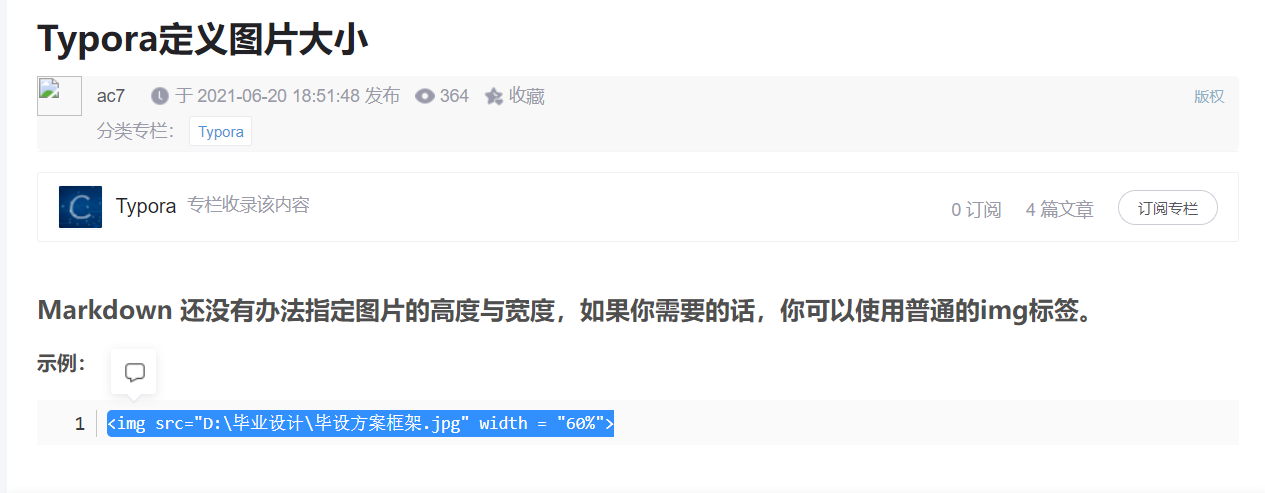 Typora定义图片大小
ac7 于 2021-06-20 18:51:48 发布 364 收藏 版权
分类专栏： Typora
Typora 专栏收录该内容 0 订阅 4 篇文章 订阅专栏
Markdown 还没有办法指定图片的高度与宽度，如果你需要的话，你可以使用普通的img标签。
示例：
1 <img src="D:\毕业设计\毕设方案框架.jpg" width = "60%">